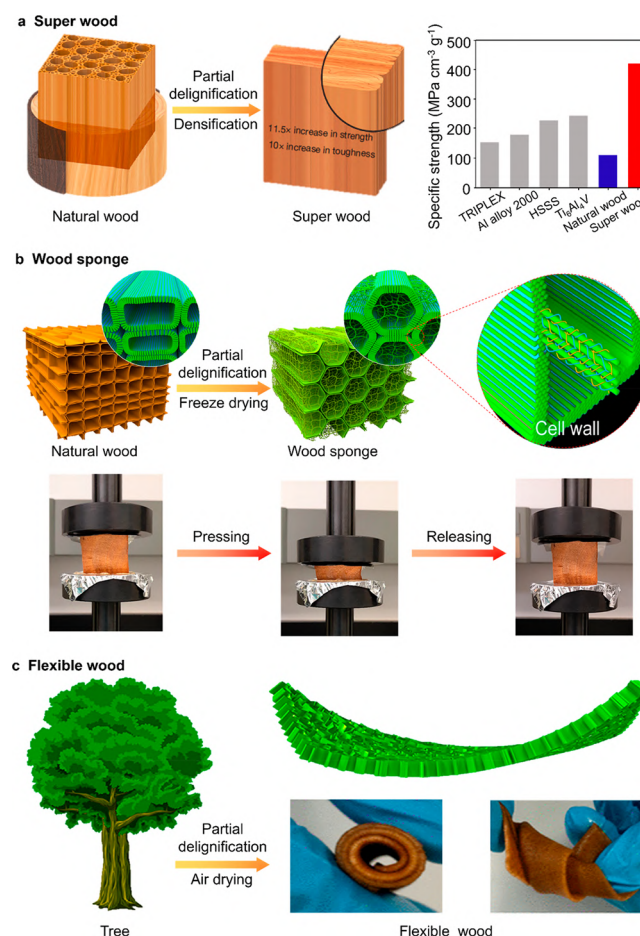 a Super wood
Partial
delignification
Densification
11.5× increase in strength
10× increase in toughness
Natural wood
Super wood
Specific strength (MPa cm³ g⁻¹)
500
400
300
200
100
0
TRIPLEX
Al alloy 2000
HSSS
Ti₆Al₄V
Natural wood
Super woo
b Wood sponge
Partial
delignification
Freeze drying
Natural wood
Wood sponge
Cell wall
Pressing
Releasing
c Flexible wood
Partial
delignification
Air drying
Tree
Flexible wood